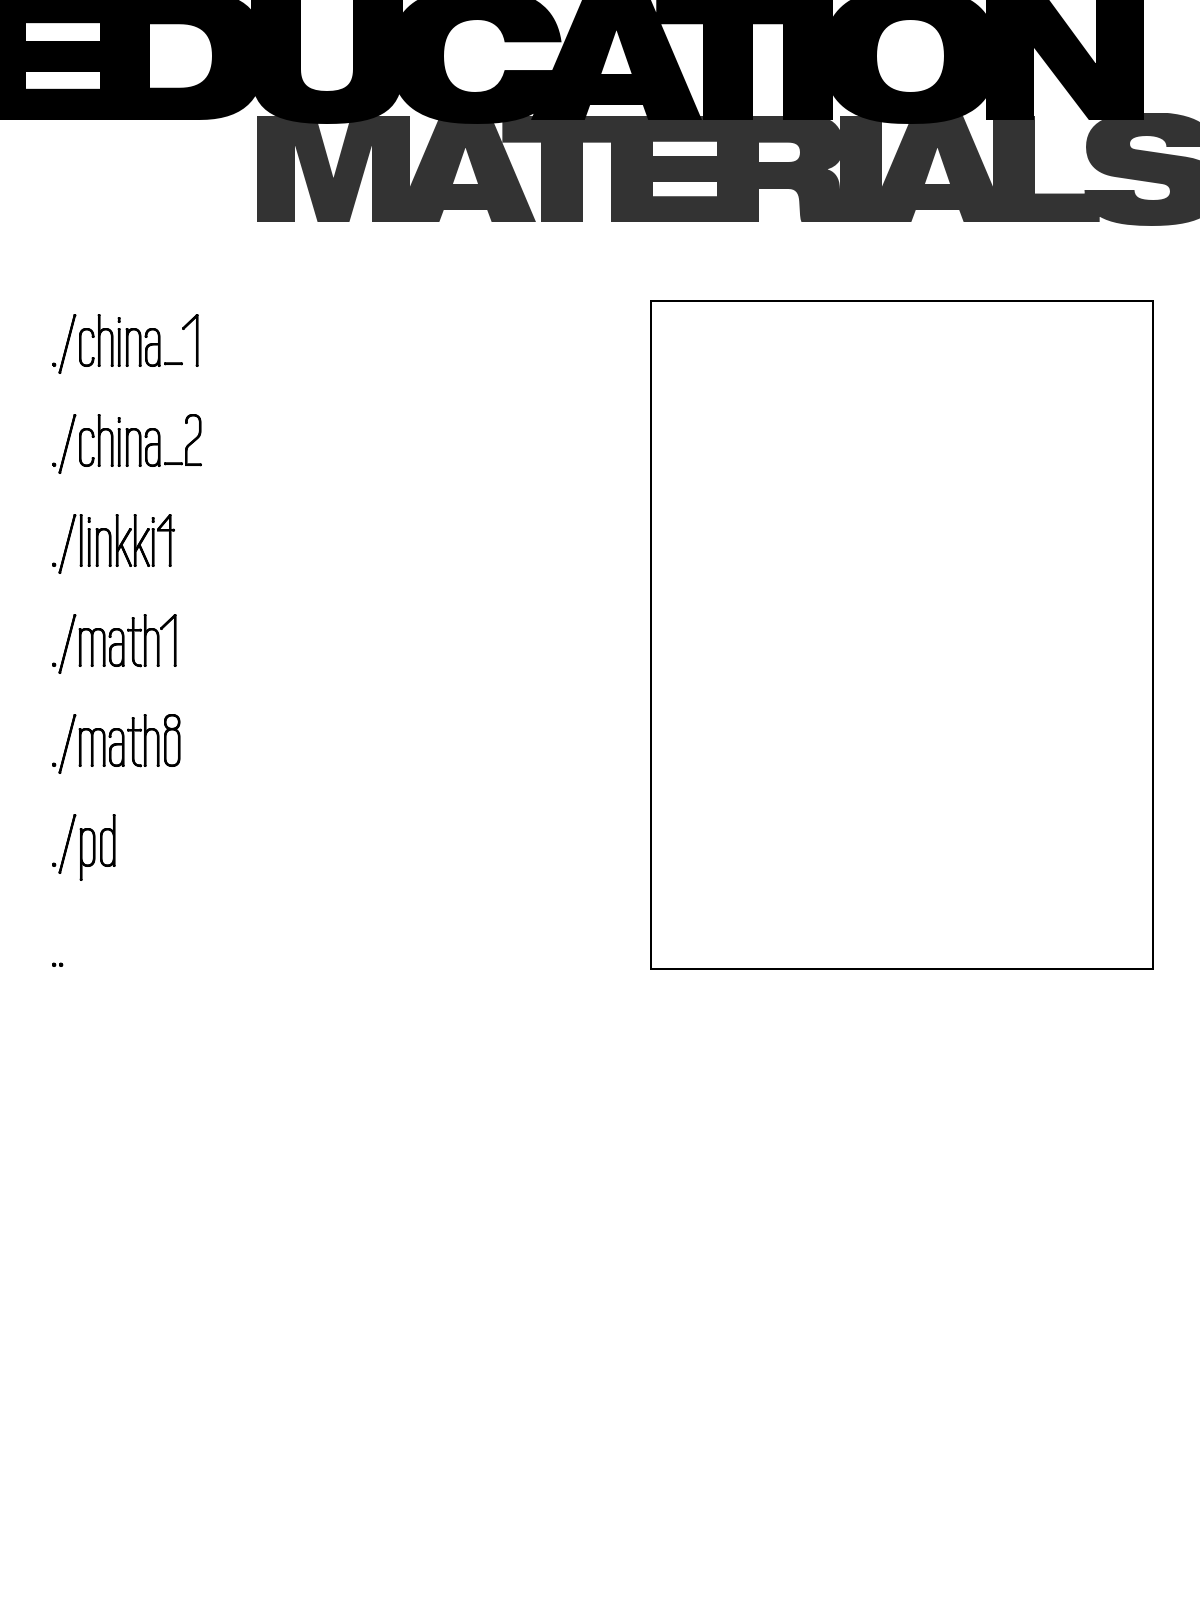 EDUCATION
MATERIALS
./china_1
./china_2
./linkki4
./math1
./math8
./pd
..